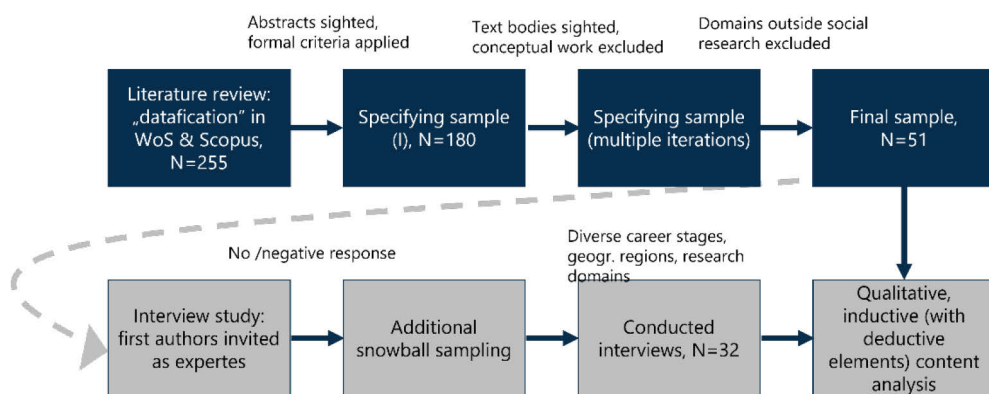 Abstracts sighted,
formal criteria applied
Text bodies sighted,
conceptual work excluded
Domains outside social
research excluded
Literature review:
„datafication” in
WoS & Scopus,
N=255
Specifying sample
(I), N=180
Specifying sample
(multiple iterations)
Final sample,
N=51
No /negative response
Diverse career stages,
geogr. regions, research
domains
Interview study:
first authors invited
as expertes
Additional
snowball sampling
Conducted
interviews, N=32
Qualitative,
inductive (with
deductive
elements) content
analysis